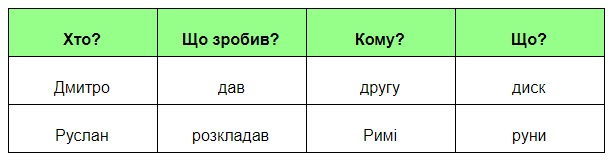 Хто? Що зробив? Кому? Що?
Дмитро дав другу диск
Руслан розкладав Римі руни